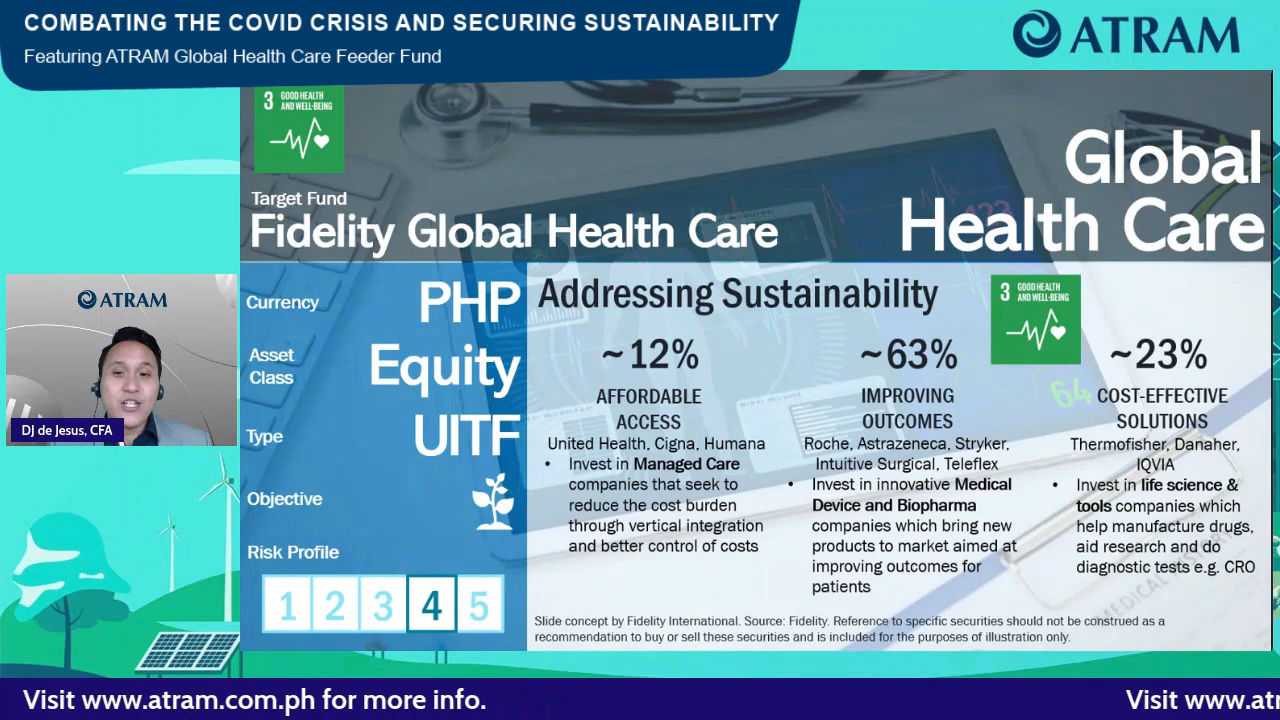 COMBATING THE COVID CRISIS AND SECURING SUSTAINABILITY
Featuring ATRAM Global Health Care Feeder Fund
ATRAM
3 GOOD HEALTH
AND WELL-BEING
Global
Health Care
Target Fund
Fidelity Global Health Care
ATRAM
DJ de Jesus, CFA
Currency
PHP
Asset
Class
Equity
Type
UITF
Objective
Risk Profile
1 2 3 4 5
Addressing Sustainability
3 GOOD HEALTH
AND WELL-BEING
~12%
AFFORDABLE
ACCESS
United Health, Cigna, Humana
• Invest in Managed Care
companies that seek to
reduce the cost burden
through vertical integration
and better control of costs
~63%
IMPROVING
OUTCOMES
Roche, Astrazeneca, Stryker,
Intuitive Surgical, Teleflex
• Invest in innovative Medical
Device and Biopharma
companies which bring new
products to market aimed at
improving outcomes for
patients
~23%
64
COST-EFFECTIVE
SOLUTIONS
Thermofisher, Danaher,
IQVIA
• Invest in life science &
tools companies which
help manufacture drugs,
aid research and do
diagnostic tests e.g. CRO
Slide concept by Fidelity International. Source: Fidelity. Reference to specific securities should not be construed as a
recommendation to buy or sell these securities and is included for the purposes of illustration only.
Visit www.atram.com.ph for more info.
Visit www.at